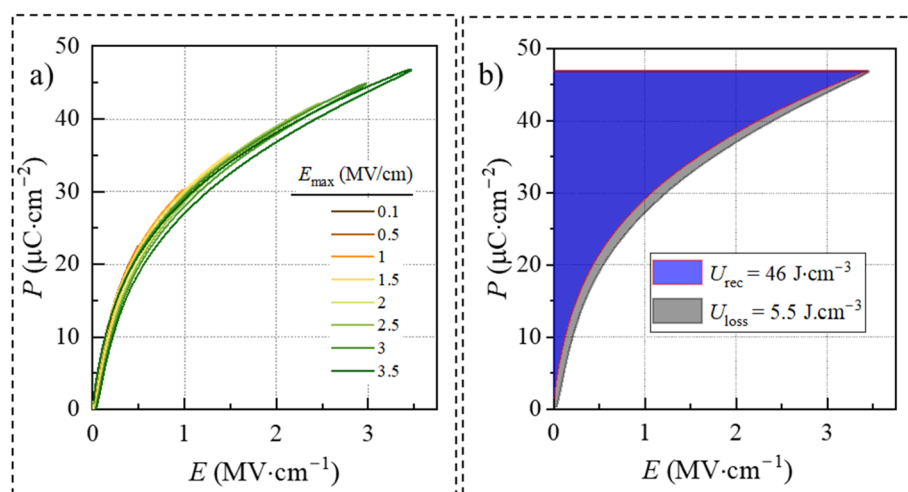 a)
50
40
30
20
10
0
P (μC·cm⁻²)
E_max (MV/cm)
0.1
0.5
1
1.5
2
2.5
3
3.5
0 1 2 3
E (MV·cm⁻¹)
b)
50
40
30
20
10
0
P (μC·cm⁻²)
U_rec = 46 J·cm⁻³
U_loss = 5.5 J.cm⁻³
0 1 2 3
E (MV·cm⁻¹)